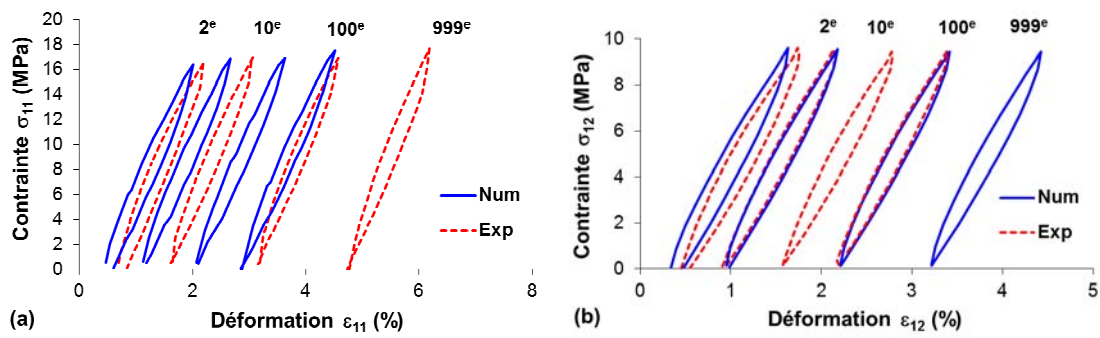 2e 10e 100e 999e
20
18
16
14
12
10
8
6
4
2
0
Contrainte σ11 (MPa)
Num
Exp
0 2 4 6 8
(a) Déformation ε11 (%)
2e 10e 100e 999e
10
8
6
4
2
0
Contrainte σ12 (MPa)
Num
Exp
0 1 2 3 4 5
(b) Déformation ε12 (%)